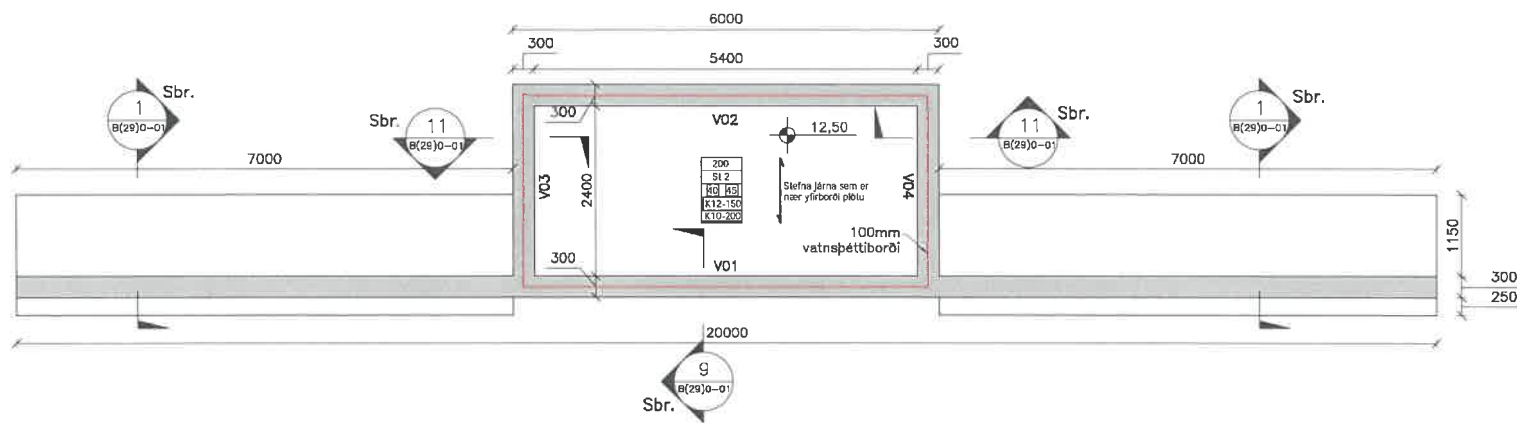 6000
300
5400
300
Sbr.
1
B(29)0-01
Sbr.
11
B(29)0-01
300
V02
12,50
11
B(29)0-01
Sbr.
1
B(29)0-01
Sbr.
7000
7000
V03
2400
200
St 2
40 45
K12-150
K10-200
Stefna járna sem er
nær yfirborði plötu
V04
100mm
vatnsþéttiborði
1150
300
V01
300
250
20000
9
B(29)0-01
Sbr.